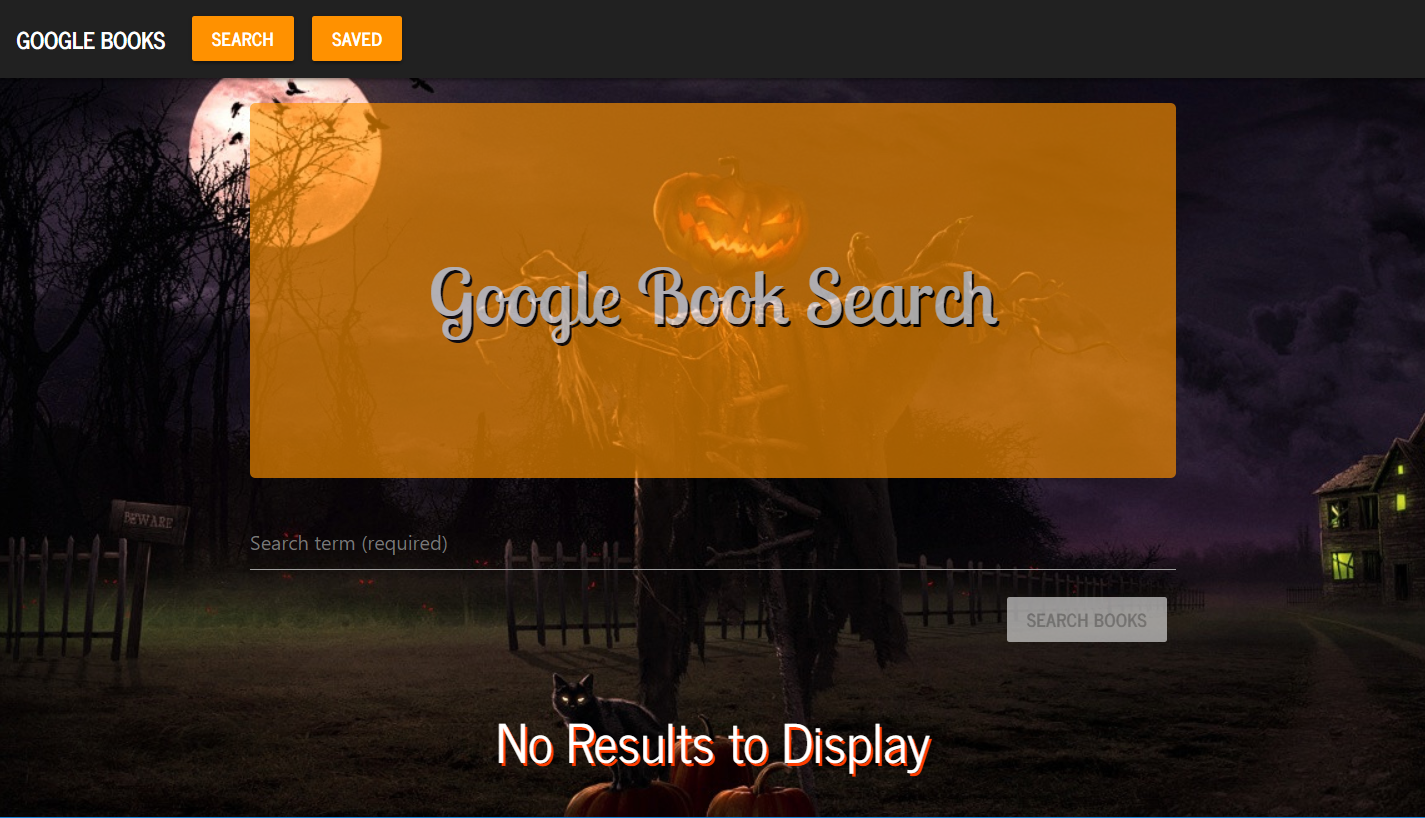 GOOGLE BOOKS SEARCH SAVED
Google Book Search
BEWARE
Search term (required)
SEARCH BOOKS
No Results to Display